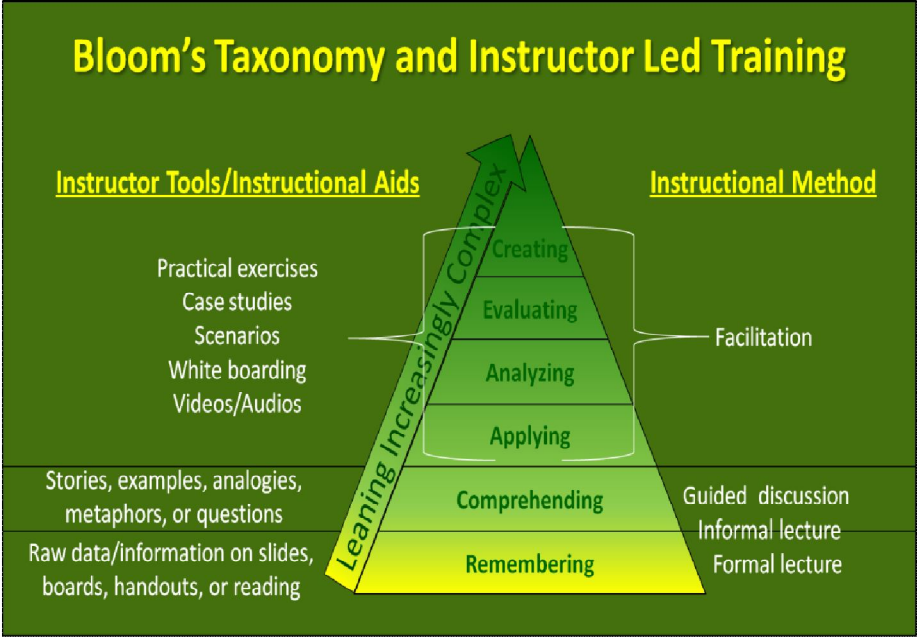 Bloom's Taxonomy and Instructor Led Training
Instructor Tools/Instructional Aids
Instructional Method
Leaning Increasingly Complex
Practical exercises
Case studies
Scenarios
White boarding
Videos/Audios
Creating
Evaluating
Analyzing
Applying
Facilitation
Stories, examples, analogies,
metaphors, or questions
Comprehending
Guided discussion
Informal lecture
Formal lecture
Raw data/information on slides,
boards, handouts, or reading
Remembering